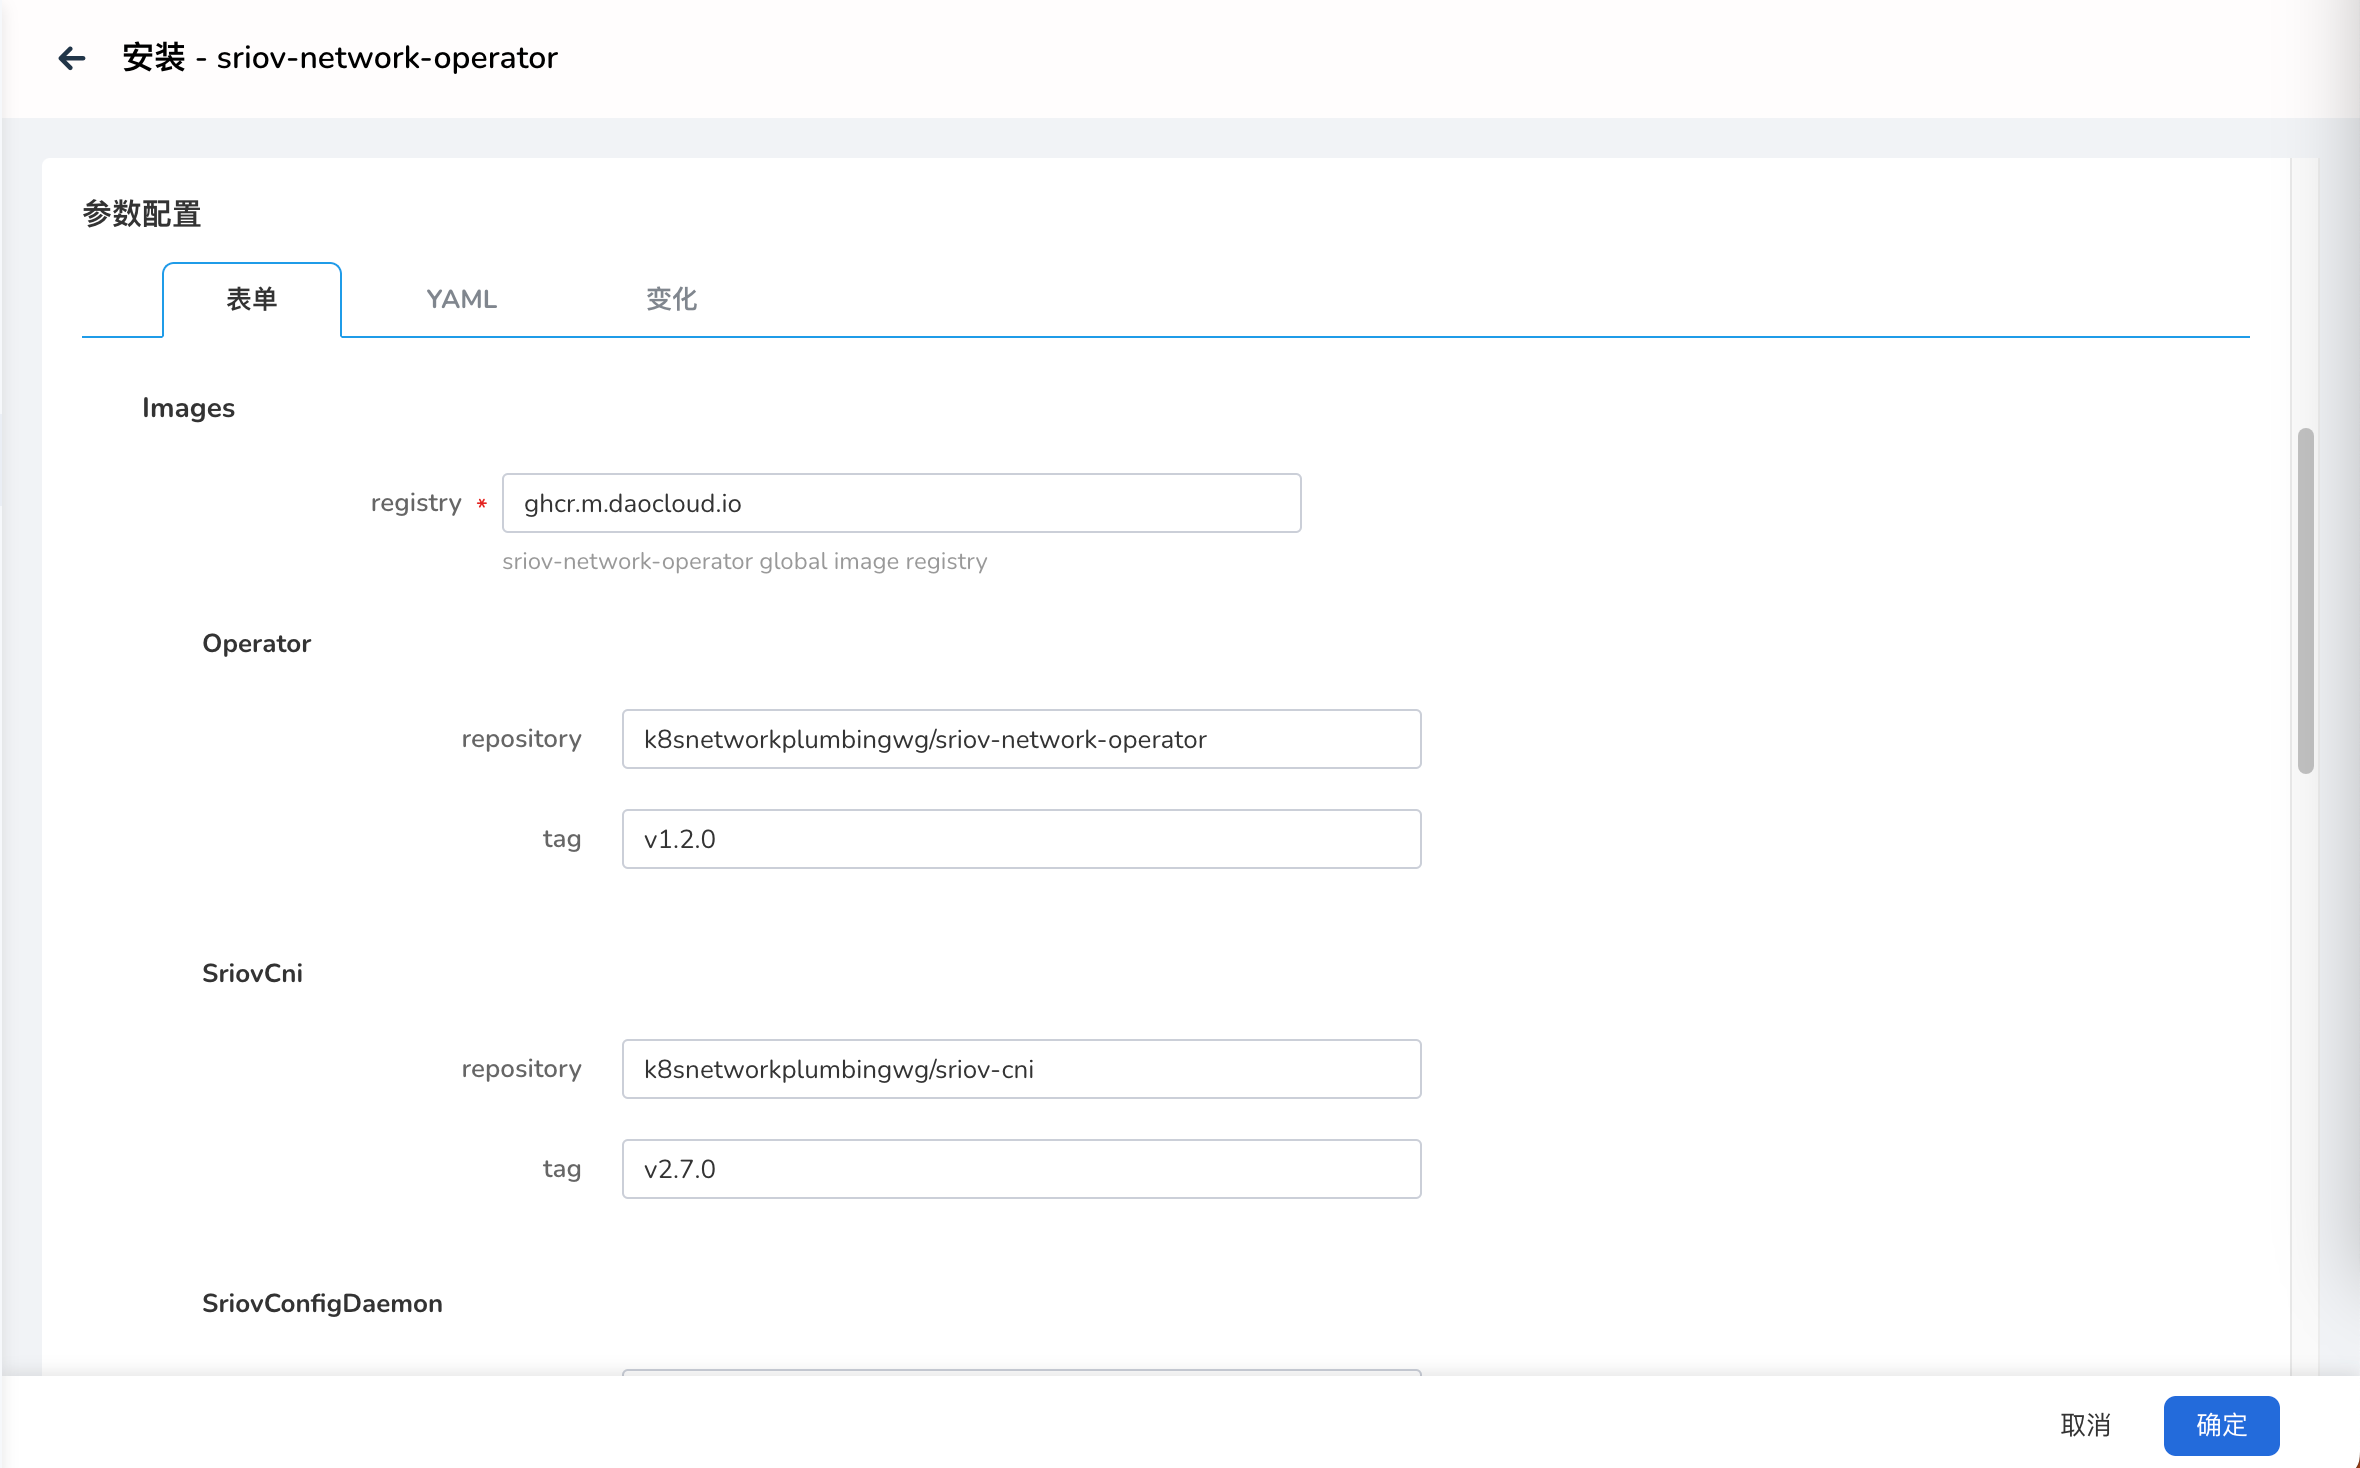 安装 - sriov-network-operator
参数配置
表单 YAML 变化
Images
registry * ghcr.m.daocloud.io
sriov-network-operator global image registry
Operator
repository k8snetworkplumbingwg/sriov-network-operator
tag v1.2.0
SriovCni
repository k8snetworkplumbingwg/sriov-cni
tag v2.7.0
SriovConfigDaemon
取消 确定